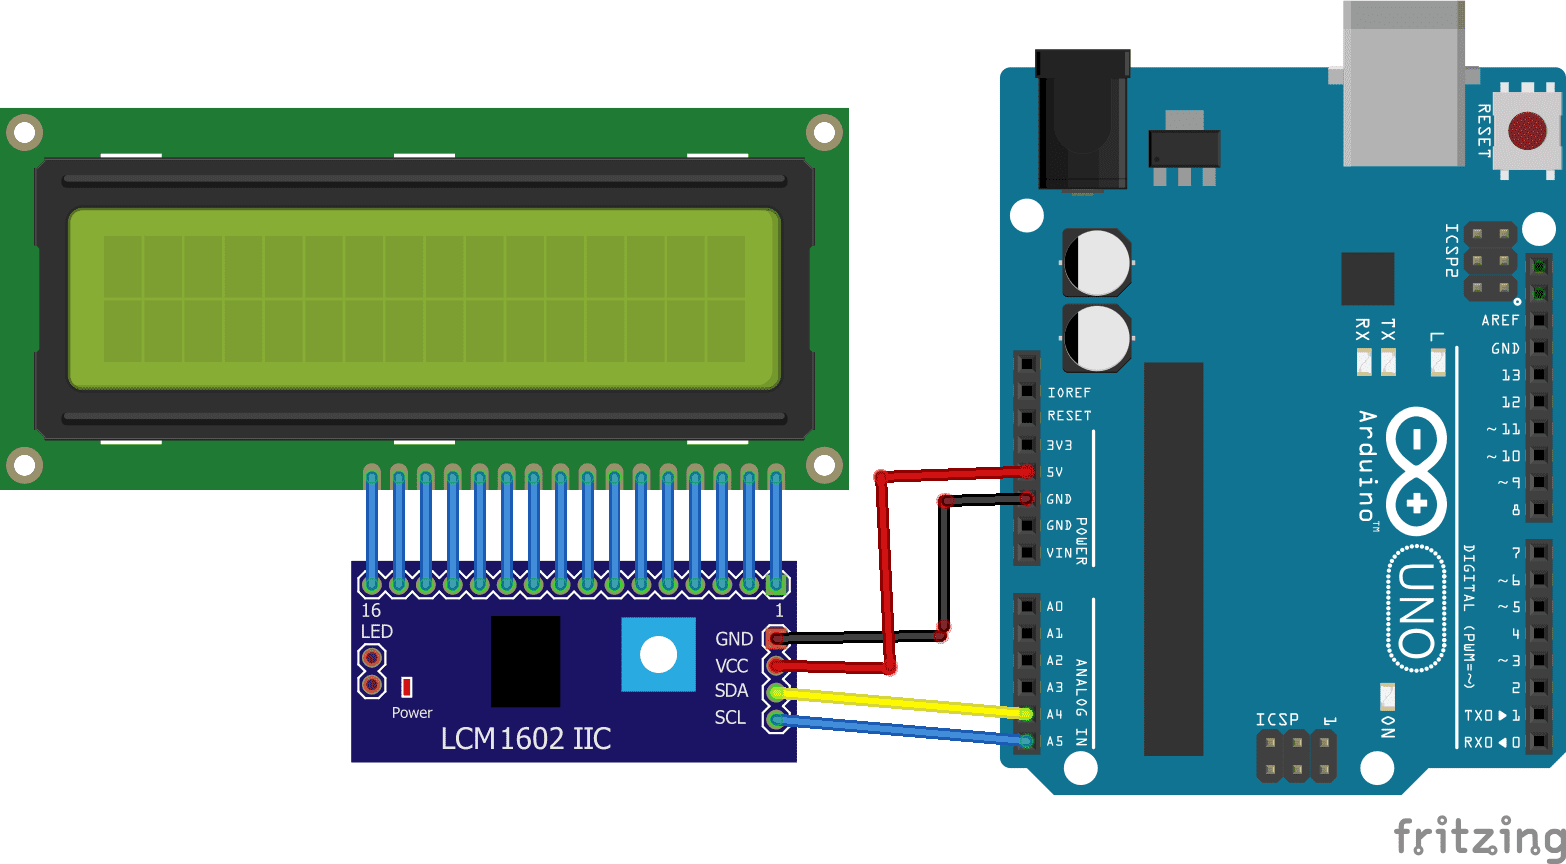 RESET
ICSP2
AREF
GND
13
12
~11
~10
~9
8
7
~6
~5
4
~3
2
TX0▶1
RX0◀0
DIGITAL (PWM=~)
RX
TX
L
Arduino™
UNO
ON
ICSP
1
IOREF
RESET
3V3
5V
GND
GND
VIN
POWER
A0
A1
A2
A3
A4
A5
ANALOG IN
16
1
LED
Power
GND
VCC
SDA
SCL
LCM1602 IIC
fritzing